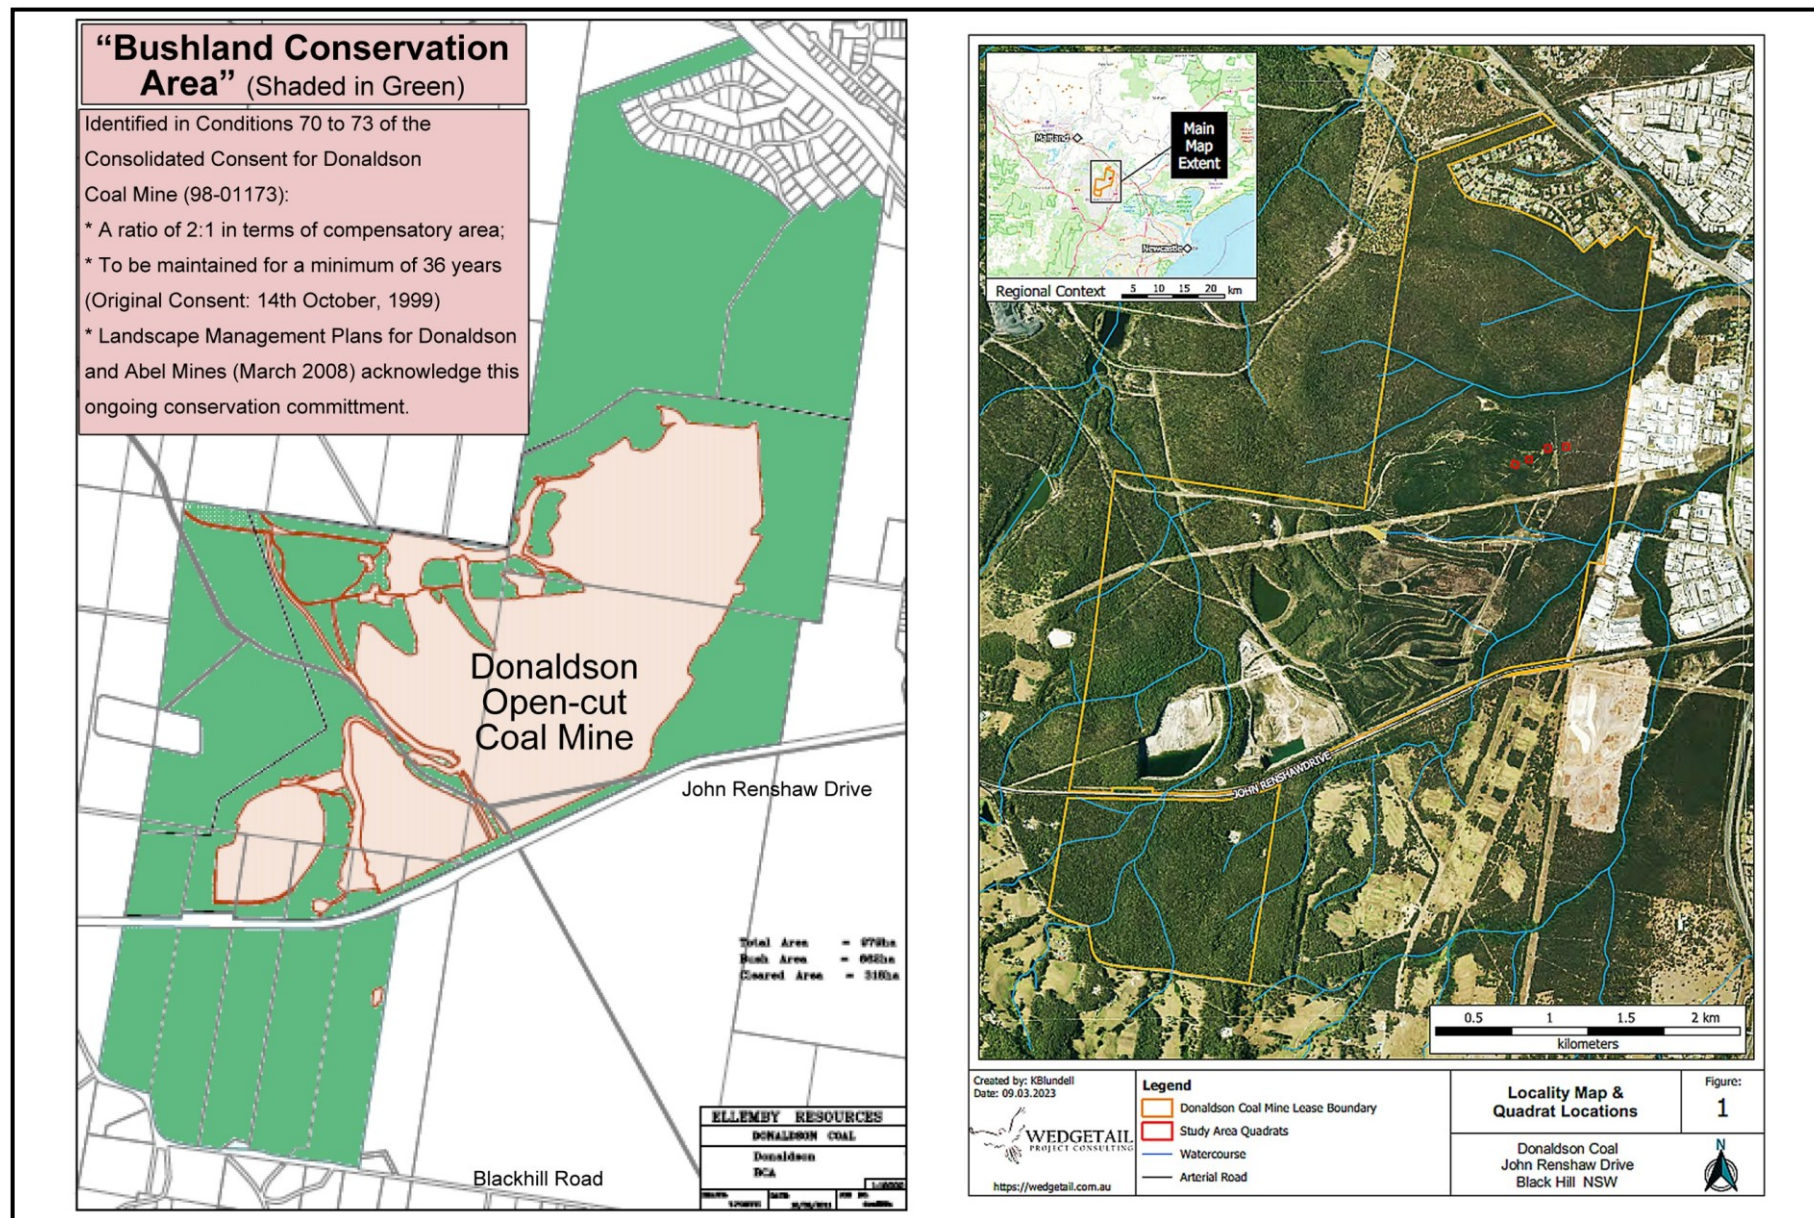 “Bushland Conservation
Area” (Shaded in Green)
Identified in Conditions 70 to 73 of the
Consolidated Consent for Donaldson
Coal Mine (98-01173):
* A ratio of 2:1 in terms of compensatory area;
* To be maintained for a minimum of 36 years
(Original Consent: 14th October, 1999)
* Landscape Management Plans for Donaldson
and Abel Mines (March 2008) acknowledge this
ongoing conservation committment.
Donaldson
Open-cut
Coal Mine
John Renshaw Drive
Total Area =
Bush Area =
Cleared Area =
Blackhill Road
ELLEMBY RESOURCES
DONALDSON COAL
Donaldson
BCA
Maitland
Main
Map
Extent
Newcastle
Regional Context 5 10 15 20 km
JOHN RENSHAWDRIVE
0.5 1 1.5 2 km
kilometers
Created by: KBlundell
Date: 09.03.2023
WEDGETAIL
PROJECT CONSULTING
https://wedgetail.com.au
Legend
Donaldson Coal Mine Lease Boundary
Study Area Quadrats
Watercourse
Arterial Road
Locality Map &
Quadrat Locations
Figure:
1
Donaldson Coal
John Renshaw Drive
Black Hill NSW
N